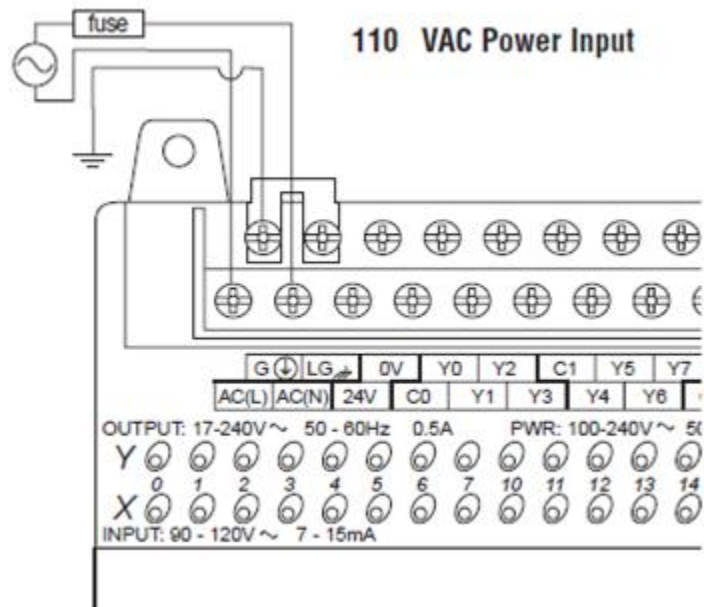 fuse
110 VAC Power Input
G LG 0V Y0 Y2 C1 Y5 Y7
AC(L) AC(N) 24V C0 Y1 Y3 Y4 Y6
OUTPUT: 17-240V～ 50 - 60Hz 0.5A PWR: 100-240V～ 50
Y
0 1 2 3 4 5 6 7 10 11 12 13 14
X
INPUT: 90 - 120V～ 7 - 15mA